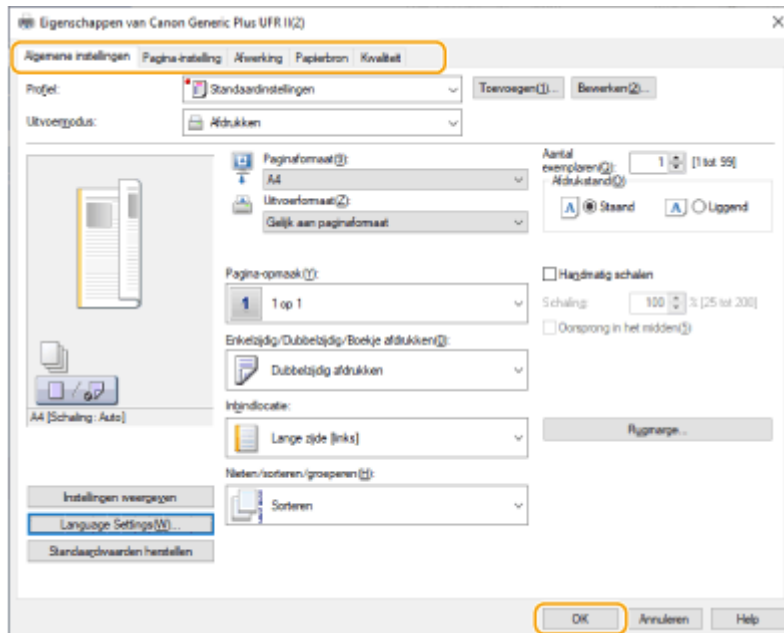 Eigenschappen van Canon Generic Plus UFR II(2)
Algemene instellingen Pagina-instelling Afwerking Papierbron Kwaliteit
Profiel: Standaardinstellingen Toevoegen(1)... Bewerken(2)...
Uitvoermodus: Afdrukken
Paginaformaat(B):
A4
Uitvoerformaat(Z):
Gelijk aan paginaformaat
Aantal
exemplaren(G): 1 [1 tot 99]
Afdrukstand(O)
A Staand A Liggend
Pagina-opmaak(Y):
1 1 op 1
Handmatig schalen
Schaling: 100 % [25 tot 200]
Oorsprong in het midden(S)
Enkelzijdig/Dubbelzijdig/Boekje afdrukken(D):
Dubbelzijdig afdrukken
A4 [Schaling: Auto]
Inbindlocatie:
Lange zijde [links]
Rugmarge...
Nieten/sorteren/groeperen(H):
Sorteren
Instellingen weergeven
Language Settings(W)...
Standaardwaarden herstellen
OK Annuleren Help